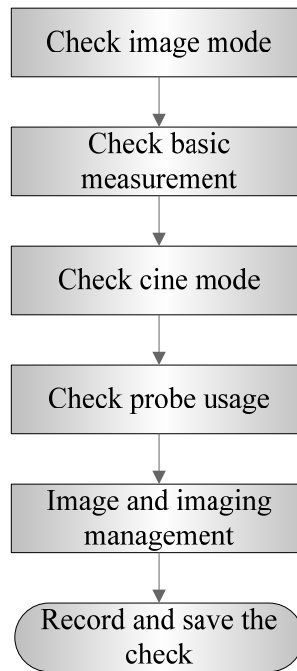 Check image mode
Check basic
measurement
Check cine mode
Check probe usage
Image and imaging
management
Record and save the
check